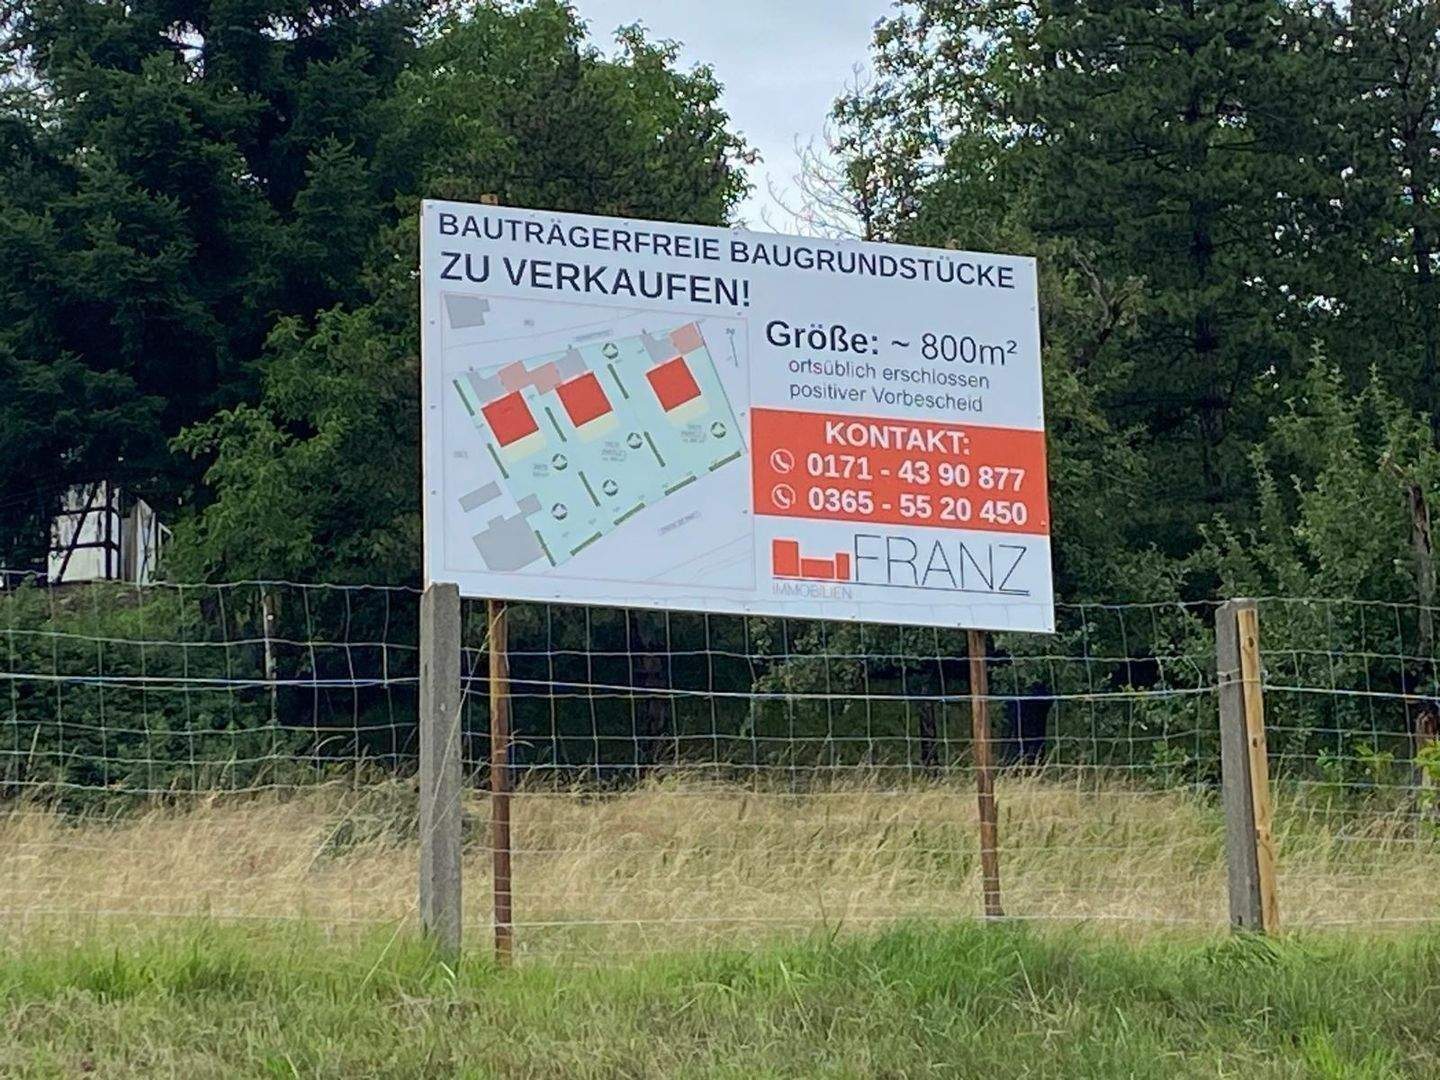 BAUTRÄGERFREIE BAUGRUNDSTÜCKE
ZU VERKAUFEN!
Größe: ~ 800m²
ortsüblich erschlossen
positiver Vorbescheid
KONTAKT:
0171 - 43 90 877
0365 - 55 20 450
FRANZ
IMMOBILIEN